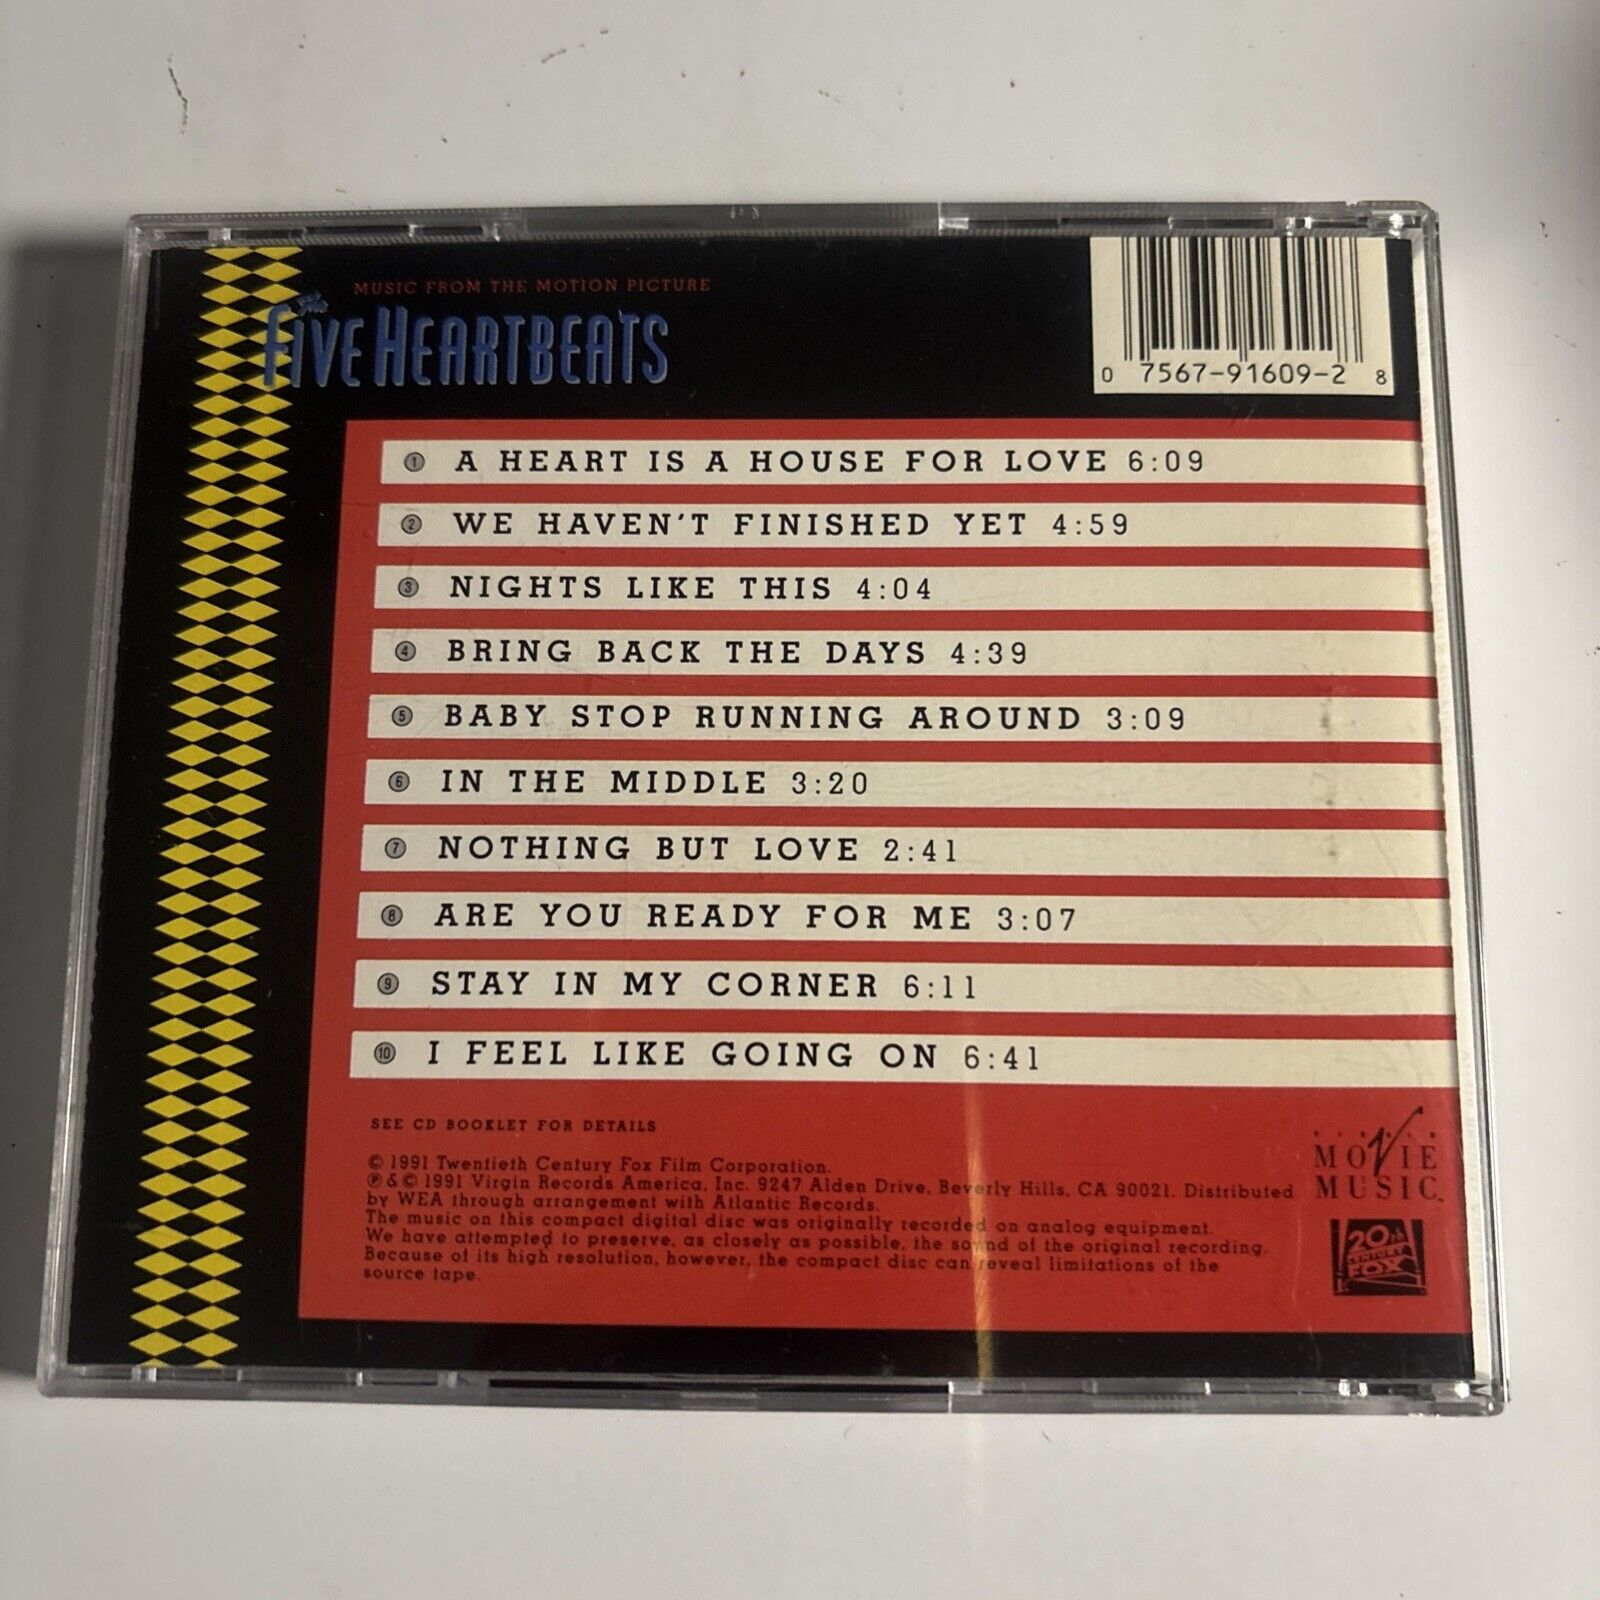 MUSIC FROM THE MOTION PICTURE
The
FIVE HEARTBEATS
0 7567-91609-2 8
1 A HEART IS A HOUSE FOR LOVE 6:09
2 WE HAVEN'T FINISHED YET 4:59
3 NIGHTS LIKE THIS 4:04
4 BRING BACK THE DAYS 4:39
5 BABY STOP RUNNING AROUND 3:09
6 IN THE MIDDLE 3:20
7 NOTHING BUT LOVE 2:41
8 ARE YOU READY FOR ME 3:07
9 STAY IN MY CORNER 6:11
10 I FEEL LIKE GOING ON 6:41
SEE CD BOOKLET FOR DETAILS
© 1991 Twentieth Century Fox Film Corporation.
℗ & © 1991 Virgin Records America, Inc. 9247 Alden Drive, Beverly Hills, CA 90021. Distributed
by WEA through arrangement with Atlantic Records.
The music on this compact digital disc was originally recorded on analog equipment.
We have attempted to preserve, as closely as possible, the sound of the original recording.
Because of its high resolution, however, the compact disc can reveal limitations of the
source tape.
VIRGIN
MOVIE
MUSIC
20th
CENTURY
FOX